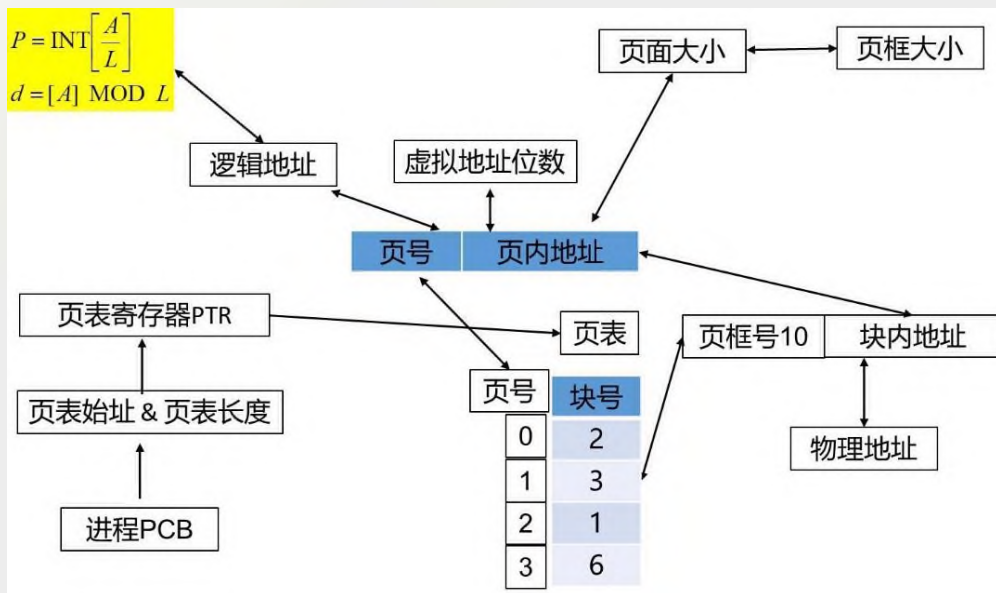 P = INT[A/L]
d = [A] MOD L
页面大小
页框大小
逻辑地址
虚拟地址位数
页号 页内地址
页表寄存器PTR
页表
页框号10 块内地址
页号 块号
页表始址 & 页表长度
0 2
物理地址
1 3
进程PCB
2 1
3 6